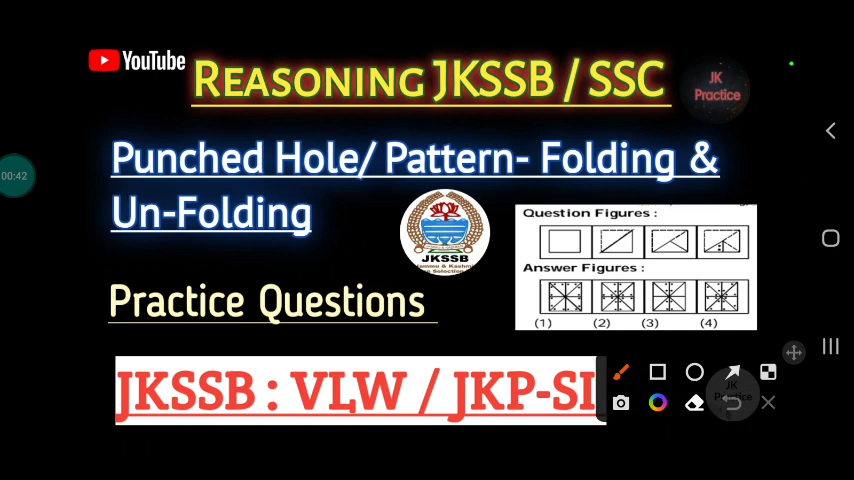 YouTube
REASONING JKSSB / SSC
JK
Practice
Punched Hole/ Pattern- Folding &
Un-Folding
00:42
JKSSB
Question Figures :
Answer Figures :
(1) (2) (3) (4)
Practice Questions
JKSSB : VLW / JKP-SI
JK
Practice